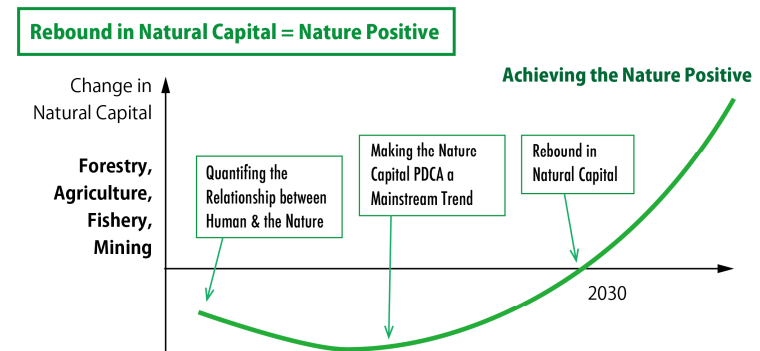 Rebound in Natural Capital = Nature Positive
Achieving the Nature Positive
Change in
Natural Capital
Forestry,
Agriculture,
Fishery,
Mining
Quantifing the
Relationship between
Human & the Nature
Making the Nature
Capital PDCA a
Mainstream Trend
Rebound in
Natural Capital
2030